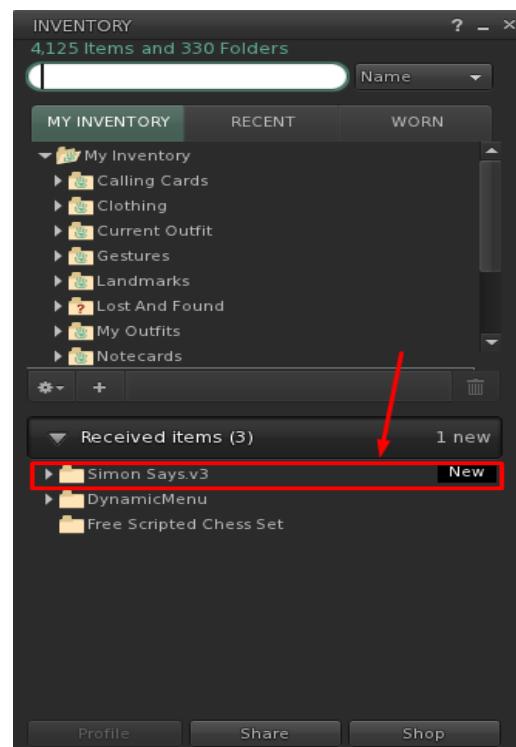 INVENTORY ? _ ×
4,125 Items and 330 Folders
Name
MY INVENTORY RECENT WORN
My Inventory
Calling Cards
Clothing
Current Outfit
Gestures
Landmarks
Lost And Found
My Outfits
Notecards
+
Received items (3) 1 new
Simon Says.v3 New
DynamicMenu
Free Scripted Chess Set
Profile Share Shop